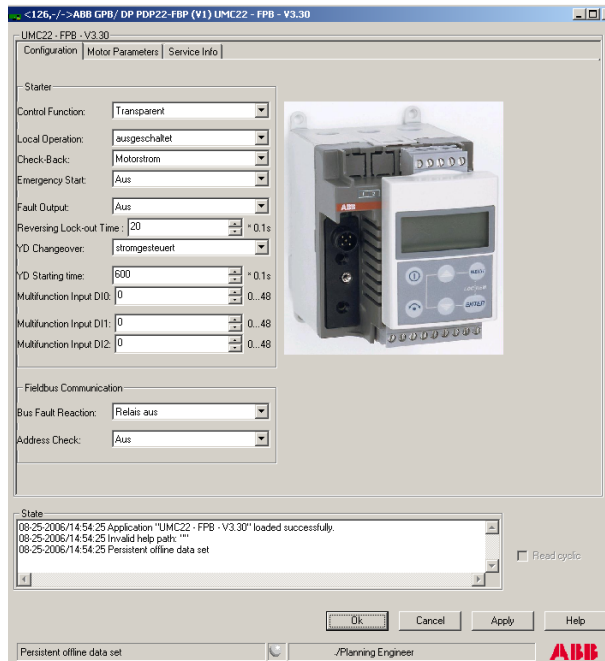 <126,-/->ABB GPB/ DP PDP22-FBP (V1) UMC22 - FPB - V3.30
UMC22 - FPB - V3.30
Configuration Motor Parameters Service Info
Starter
Control Function: Transparent
Local Operation: ausgeschaltet
Check-Back: Motorstrom
Emergency Start: Aus
Fault Output: Aus
Reversing Lock-out Time : 20 * 0.1s
YD Changeover: stromgesteuert
YD Starting time: 600 * 0.1s
Multifunction Input DI0: 0 0...48
Multifunction Input DI1: 0 0...48
Multifunction Input DI2: 0 0...48
ABB
ENTER
Fieldbus Communication
Bus Fault Reaction: Relais aus
Address Check: Aus
State
08-25-2006/14:54:25 Application "UMC22 - FPB - V3.30" loaded successfully.
08-25-2006/14:54:25 Invalid help path: ""
08-25-2006/14:54:25 Persistent offline data set
Read cyclic
Ok Cancel Apply Help
Persistent offline data set ./Planning Engineer ABB